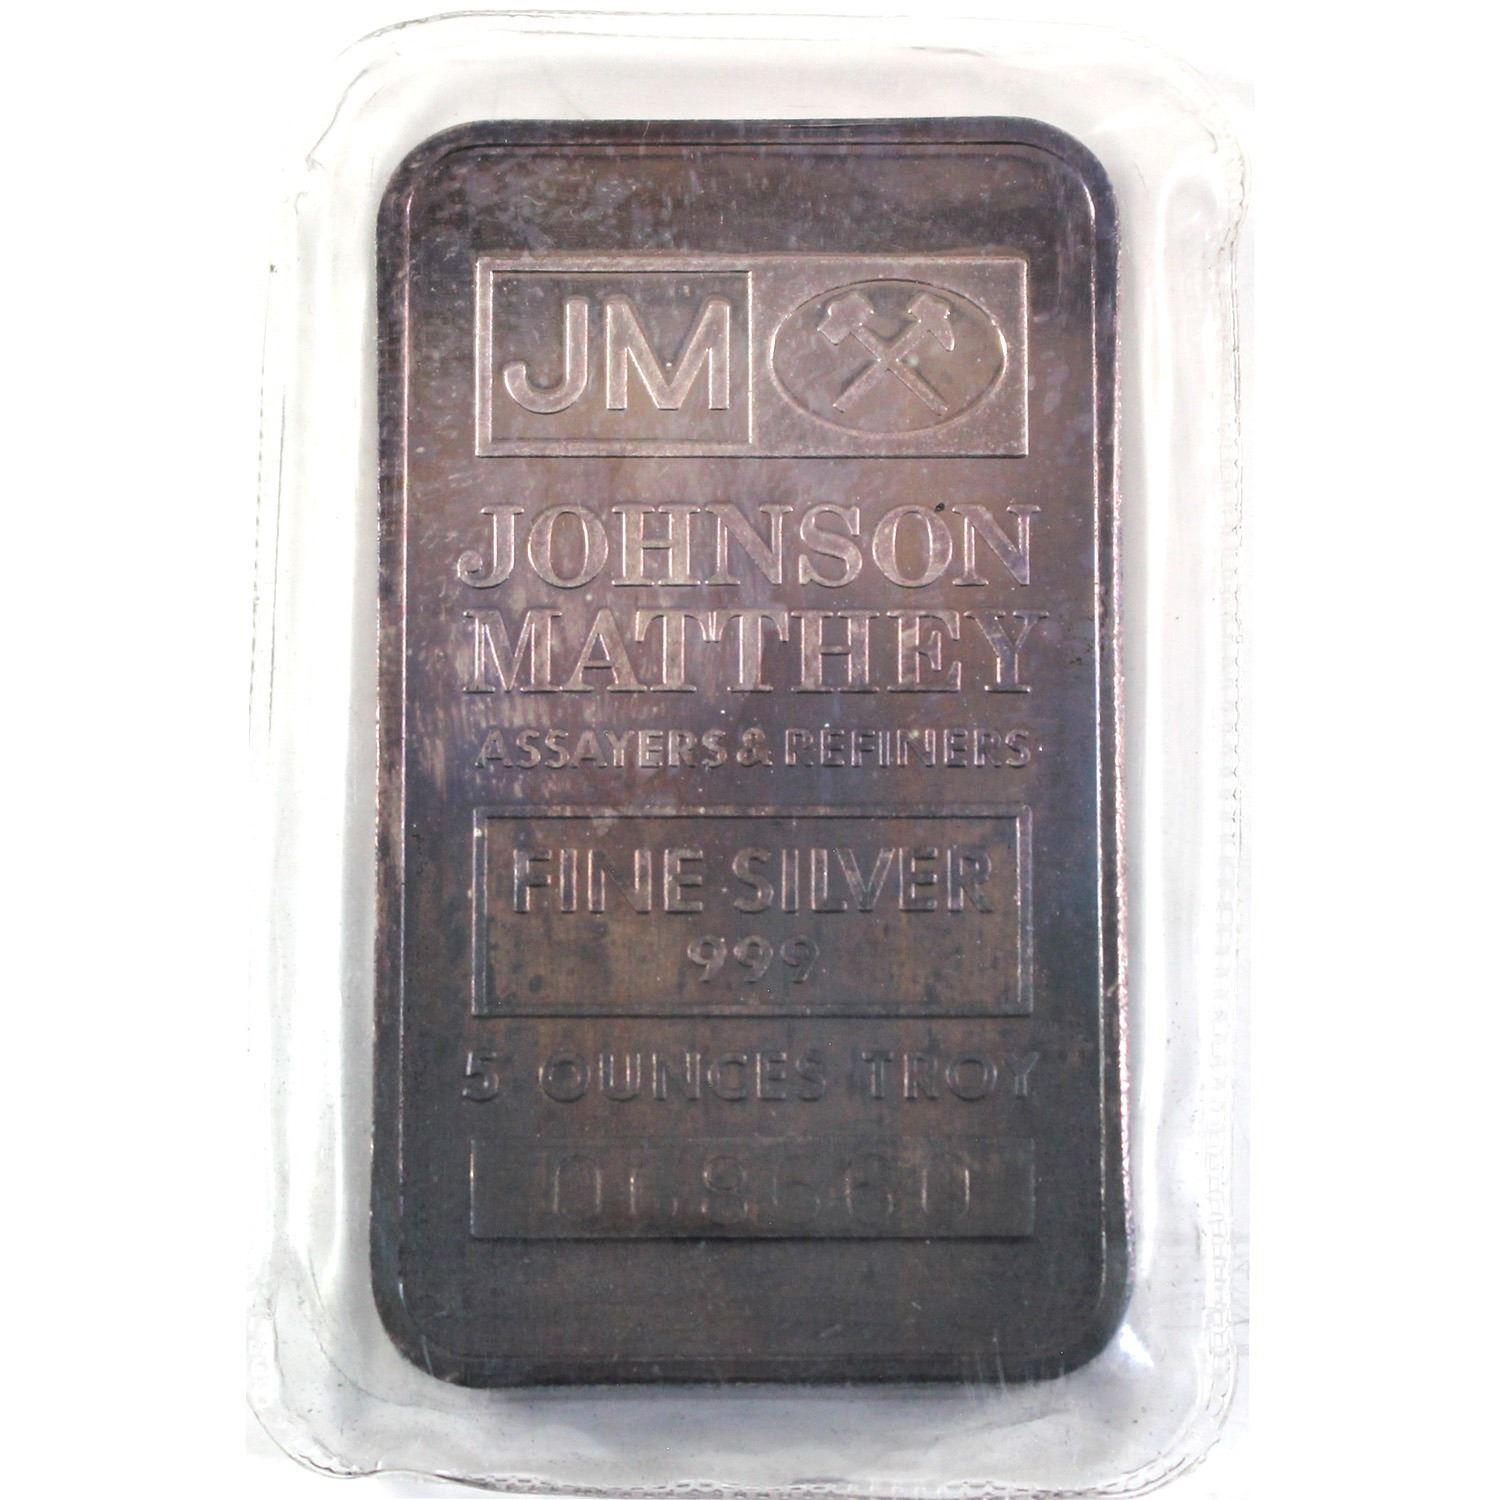 JM
JOHNSON
MATTHEY
ASSAYERS & REFINERS
FINE SILVER
999
5 OUNCES TROY